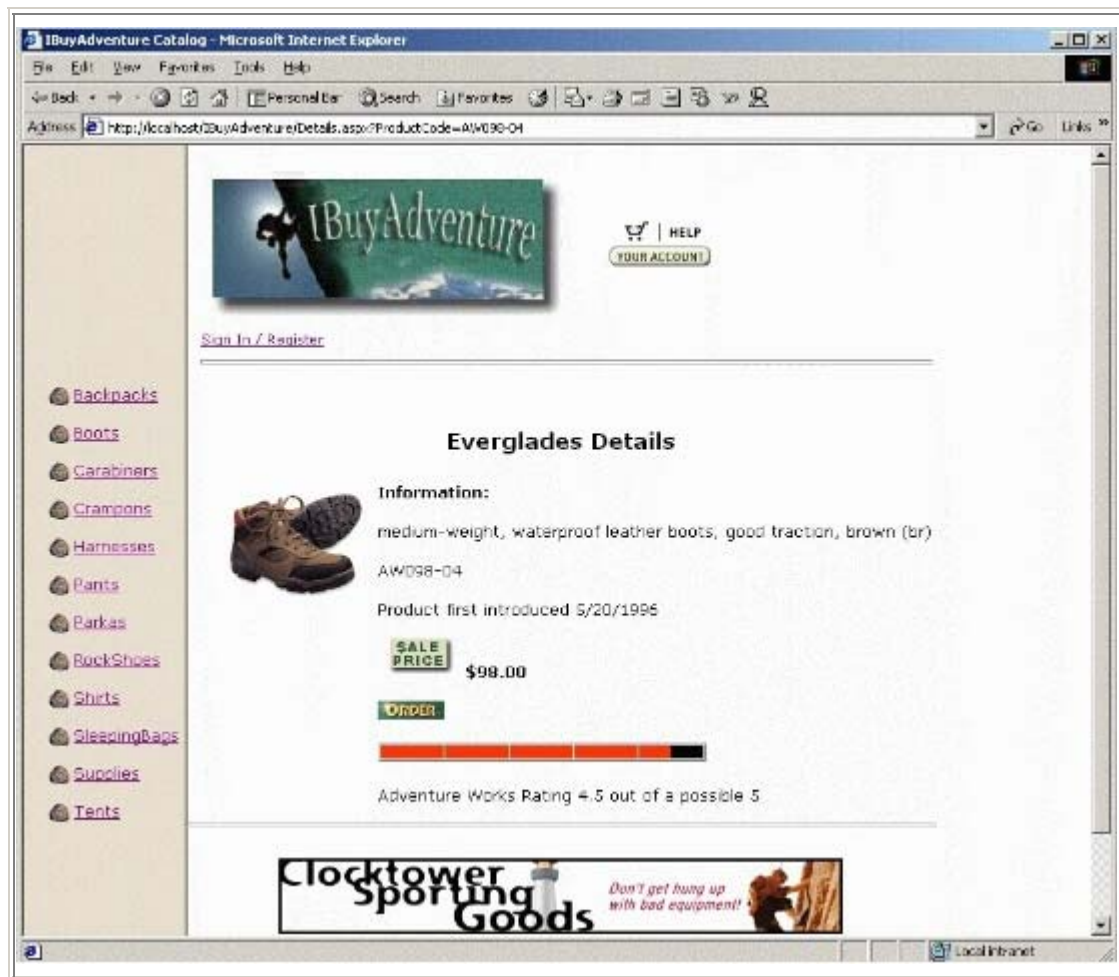 IBuyAdventure Catalog - Microsoft Internet Explorer
File Edit View Favorites Tools Help
Back Personal Bar Search Favorites
Address http://localhost/IBuyAdventure/Details.aspx?ProductCode=AW098-04 Go Links »
IBuyAdventure
| HELP
YOUR ACCOUNT
Sign In / Register
Backpacks
Boots
Carabiners
Crampons
Harnesses
Pants
Parkas
RockShoes
Shirts
SleepingBags
Supplies
Tents
Everglades Details
Information:
medium-weight, waterproof leather boots, good traction, brown (br)
AW098-04
Product first introduced 5/20/1996
SALE
PRICE $98.00
ORDER
Adventure Works Rating 4.5 out of a possible 5
Clocktower
Sporting
Goods
Don't get hung up
with bad equipment!
Local intranet